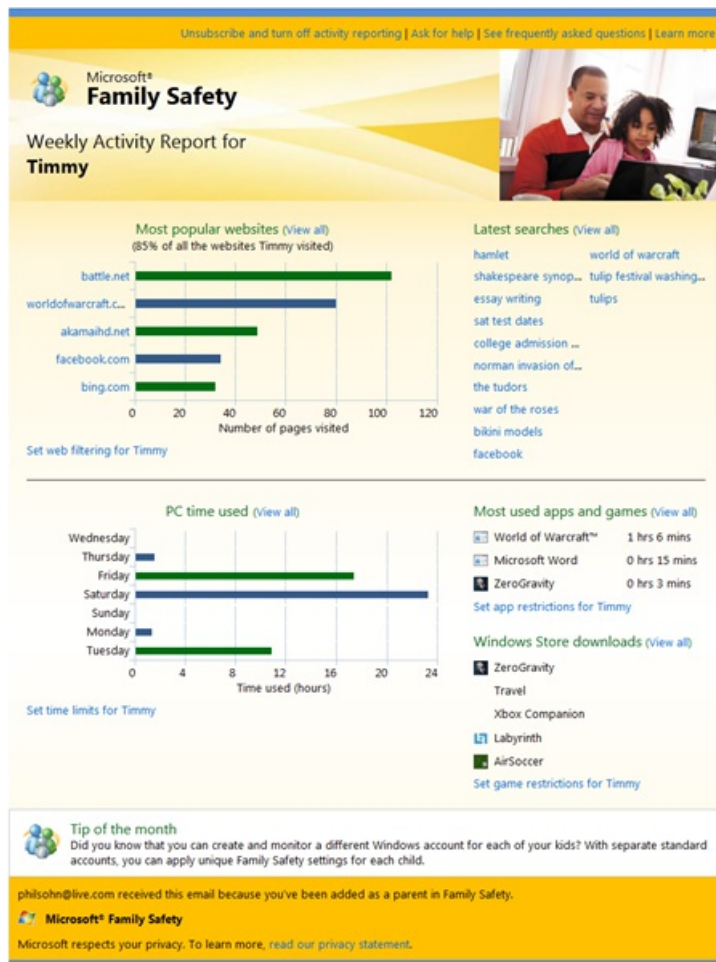 Unsubscribe and turn off activity reporting | Ask for help | See frequently asked questions | Learn more
Microsoft®
Family Safety
Weekly Activity Report for
Timmy
Most popular websites (View all)
(85% of all the websites Timmy visited)
battle.net
worldofwarcraft.c...
akamaihd.net
facebook.com
bing.com
0 20 40 60 80 100 120
Number of pages visited
Set web filtering for Timmy
Latest searches (View all)
hamlet world of warcraft
shakespeare synop... tulip festival washing...
essay writing tulips
sat test dates
college admission ...
norman invasion of...
the tudors
war of the roses
bikini models
facebook
PC time used (View all)
Wednesday
Thursday
Friday
Saturday
Sunday
Monday
Tuesday
0 4 8 12 16 20 24
Time used (hours)
Set time limits for Timmy
Most used apps and games (View all)
World of Warcraft™ 1 hrs 6 mins
Microsoft Word 0 hrs 15 mins
ZeroGravity 0 hrs 3 mins
Set app restrictions for Timmy
Windows Store downloads (View all)
ZeroGravity
Travel
Xbox Companion
Labyrinth
AirSoccer
Set game restrictions for Timmy
Tip of the month
Did you know that you can create and monitor a different Windows account for each of your kids? With separate standard
accounts, you can apply unique Family Safety settings for each child.
philsohn@live.com received this email because you've been added as a parent in Family Safety.
Microsoft® Family Safety
Microsoft respects your privacy. To learn more, read our privacy statement.